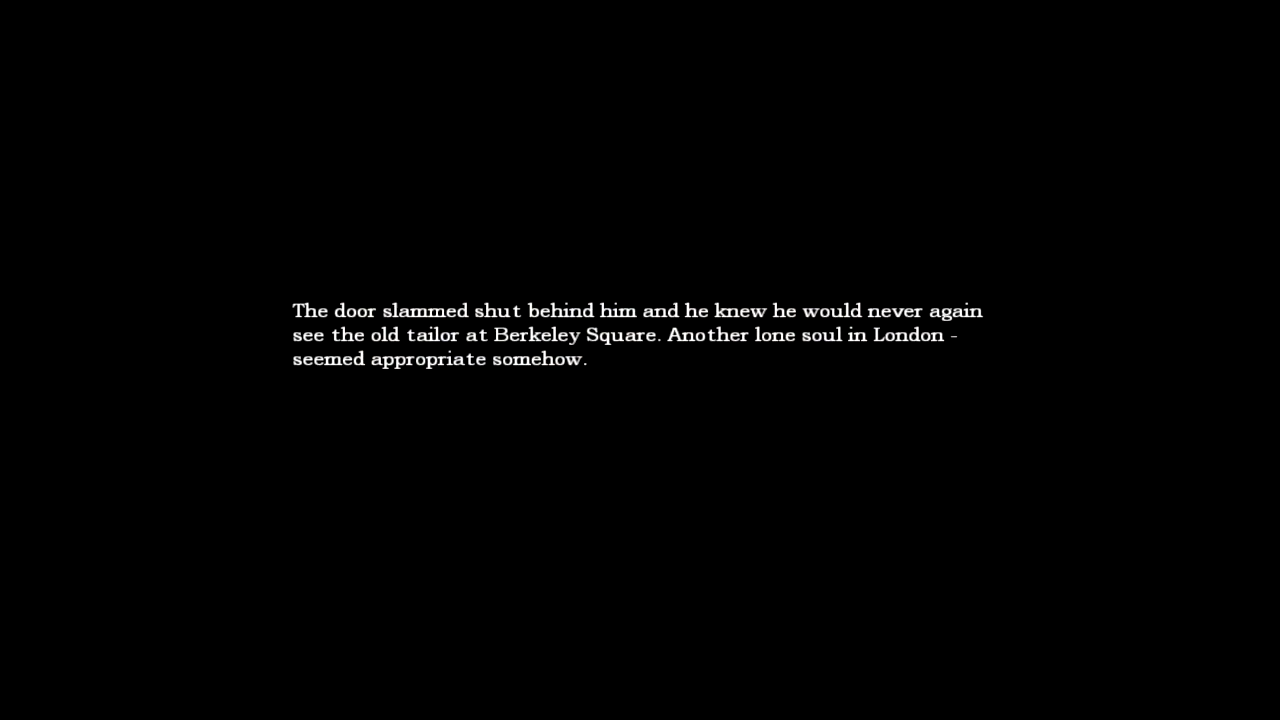 The door slammed shut behind him and he knew he would never again
see the old tailor at Berkeley Square. Another lone soul in London -
seemed appropriate somehow.